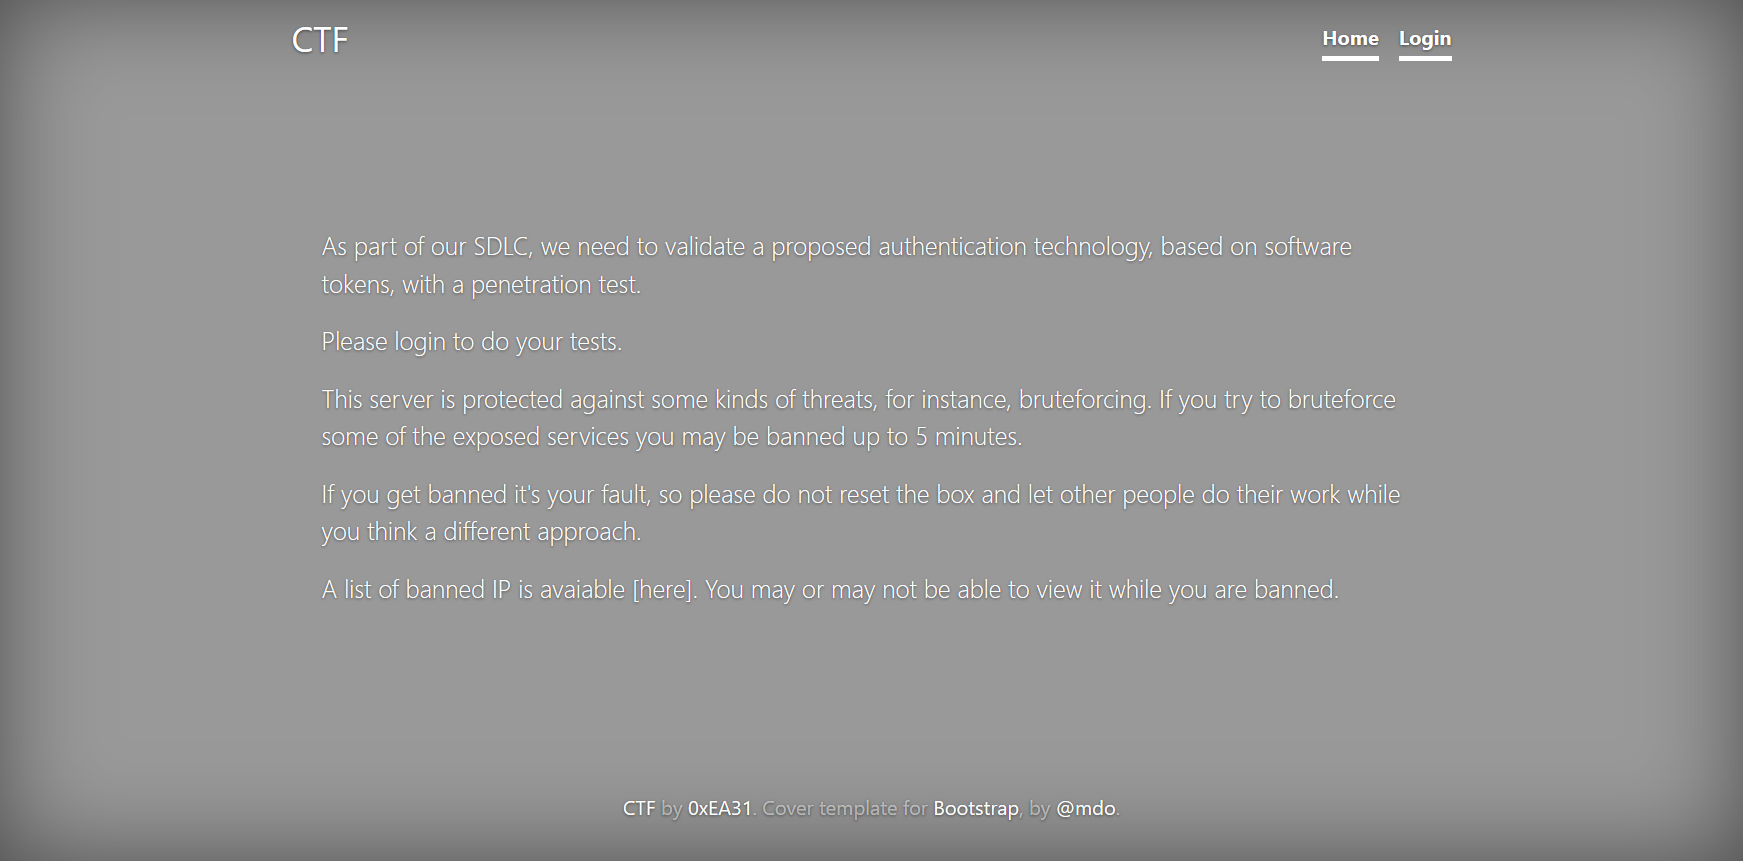 CTF
Home Login
As part of our SDLC, we need to validate a proposed authentication technology, based on software
tokens, with a penetration test.
Please login to do your tests.
This server is protected against some kinds of threats, for instance, bruteforcing. If you try to bruteforce
some of the exposed services you may be banned up to 5 minutes.
If you get banned it's your fault, so please do not reset the box and let other people do their work while
you think a different approach.
A list of banned IP is avaiable [here]. You may or may not be able to view it while you are banned.
CTF by 0xEA31. Cover template for Bootstrap, by @mdo.